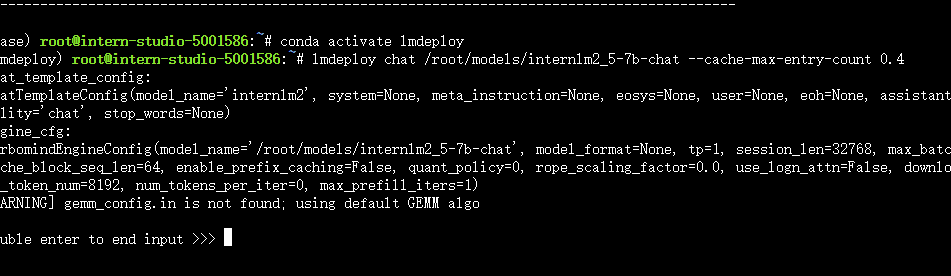 --------------------------------------------------------------------------------------------
ase) root@intern-studio-5001586:~# conda activate lmdeploy
mdeploy) root@intern-studio-5001586:~# lmdeploy chat /root/models/internlm2_5-7b-chat --cache-max-entry-count 0.4
at_template_config:
atTemplateConfig(model_name='internlm2', system=None, meta_instruction=None, eosys=None, user=None, eoh=None, assistan
lity='chat', stop_words=None)
gine_cfg:
rbomindEngineConfig(model_name='/root/models/internlm2_5-7b-chat', model_format=None, tp=1, session_len=32768, max_batc
che_block_seq_len=64, enable_prefix_caching=False, quant_policy=0, rope_scaling_factor=0.0, use_logn_attn=False, downlo
_token_num=8192, num_tokens_per_iter=0, max_prefill_iters=1)
ARNING] gemm_config.in is not found; using default GEMM algo
uble enter to end input >>>